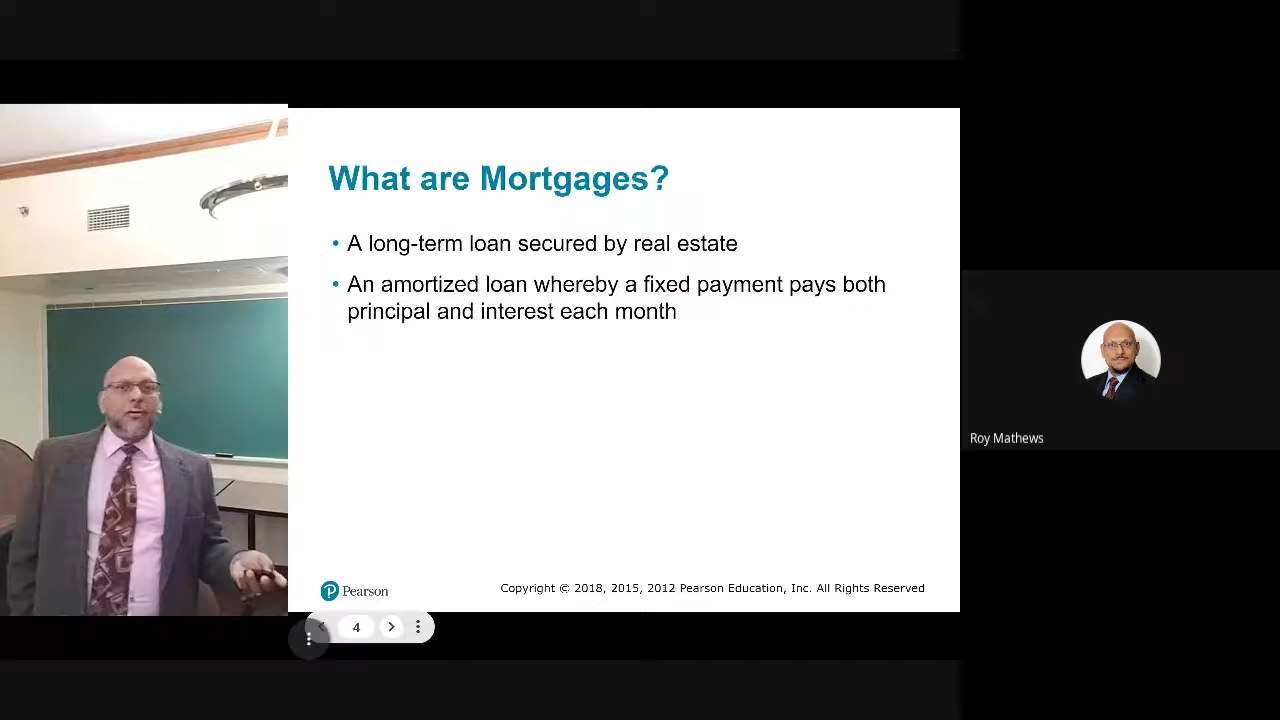 What are Mortgages?
• A long-term loan secured by real estate
• An amortized loan whereby a fixed payment pays both
principal and interest each month
Roy Mathews
Pearson
Copyright © 2018, 2015, 2012 Pearson Education, Inc. All Rights Reserved
4